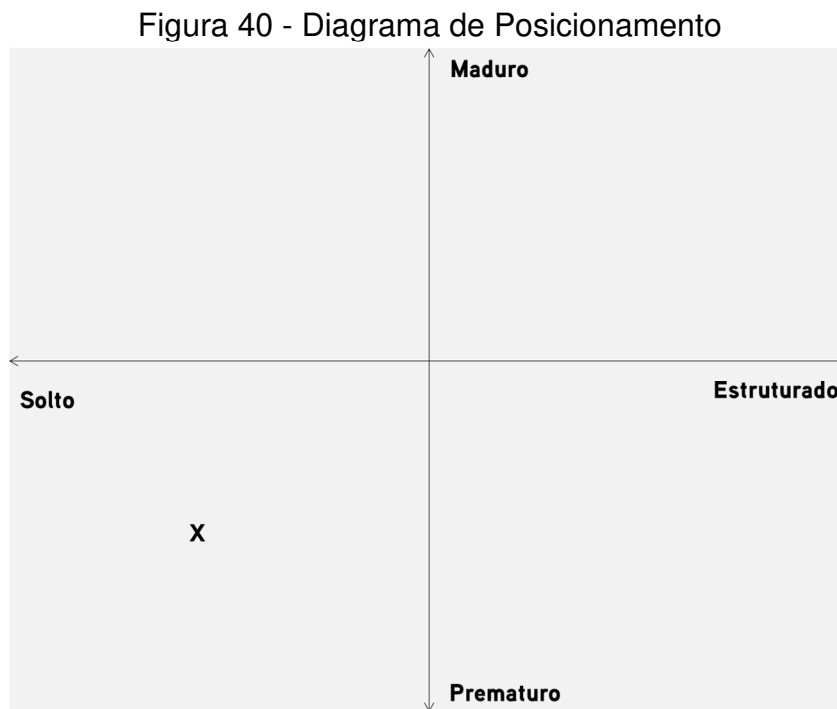 Figura 40 - Diagrama de Posicionamento
Maduro
Solto
Estruturado
X
Prematuro